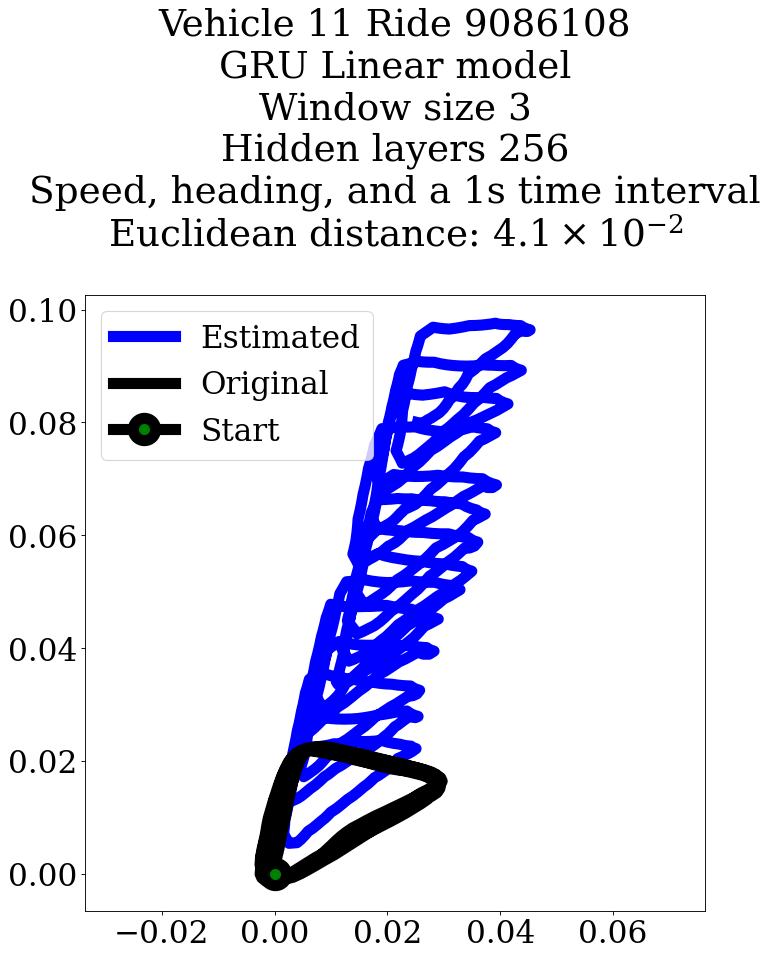 Vehicle 11 Ride 9086108
GRU Linear model
Window size 3
Hidden layers 256
Speed, heading, and a 1s time interval
Euclidean distance: 4.1 × 10⁻²
0.10
0.08
0.06
0.04
0.02
0.00
Estimated
Original
Start
−0.02 0.00 0.02 0.04 0.06